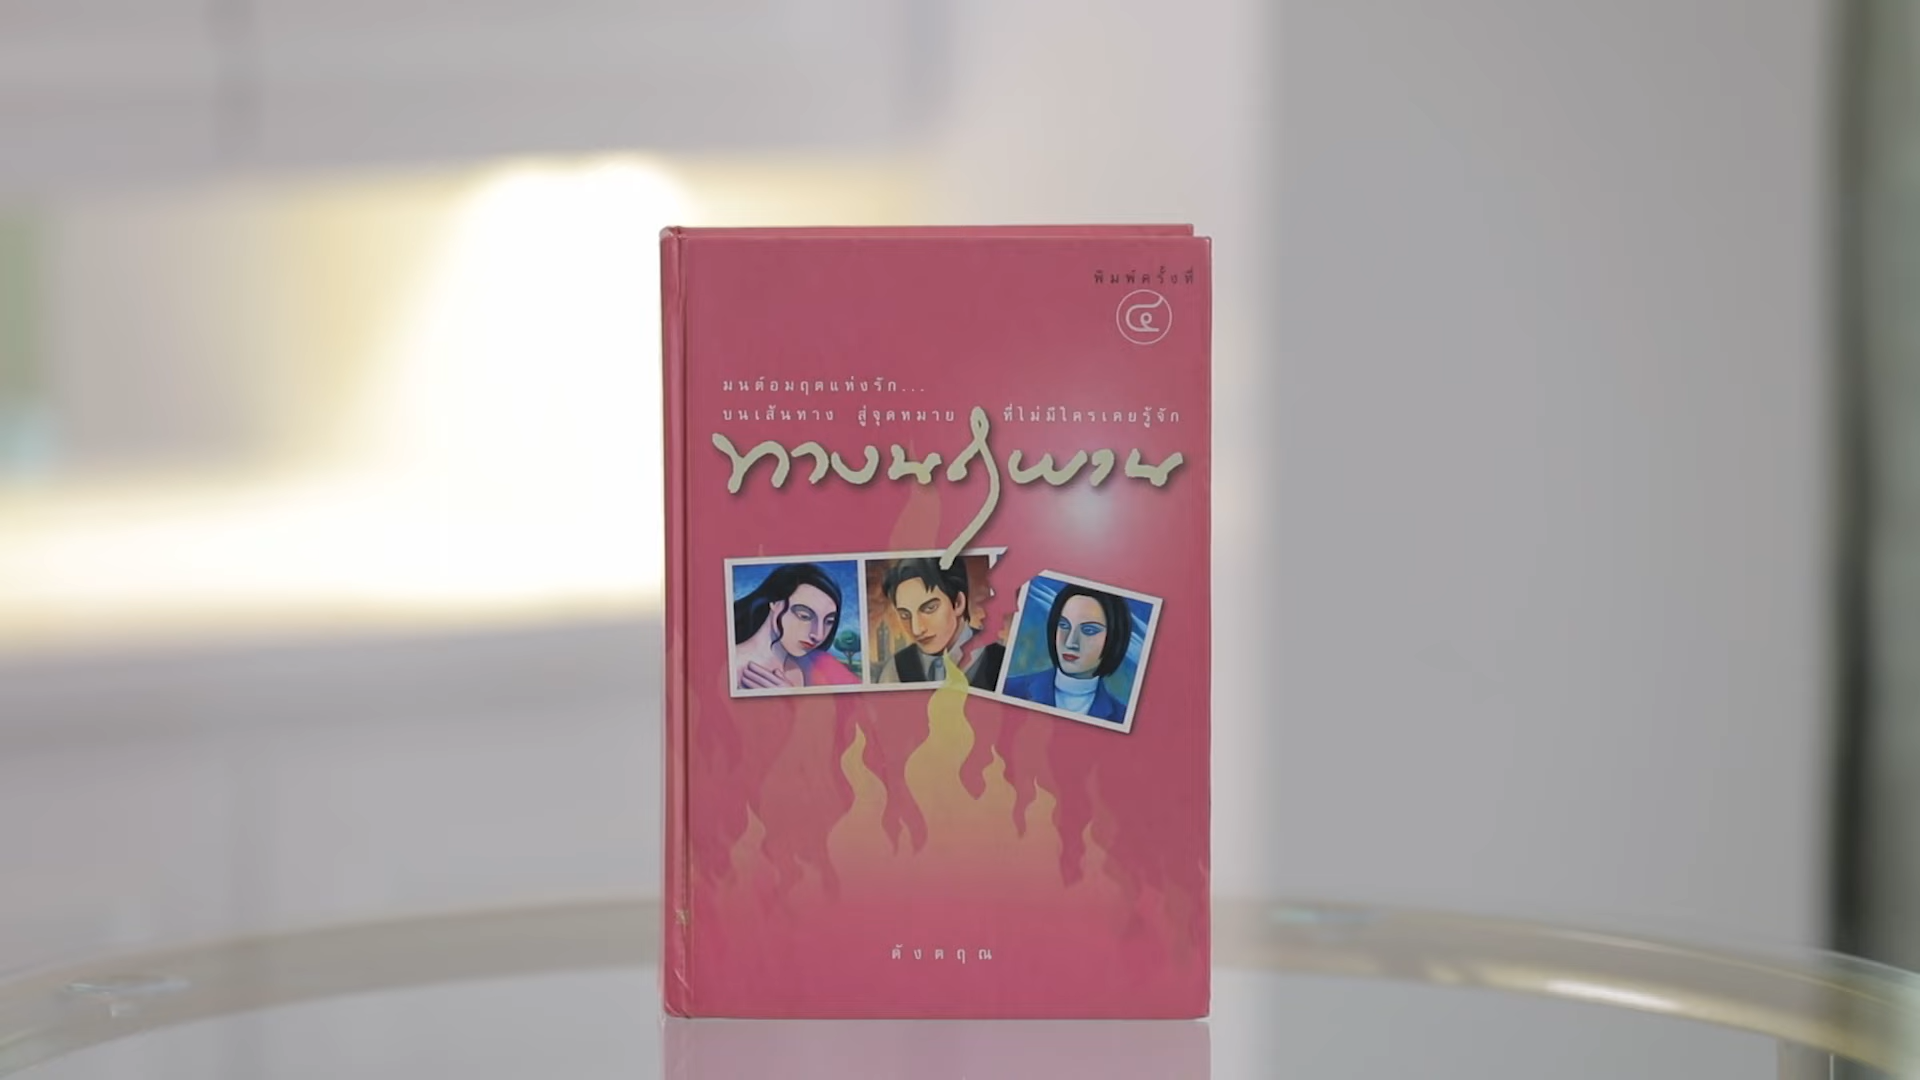 พิมพ์ครั้งที่
๔
มนต์อมฤตแห่งรัก...
บนเส้นทาง สู่จุดหมาย ที่ไม่มีใครเคยรู้จัก
ทางนฤพาน
ดังตฤณ